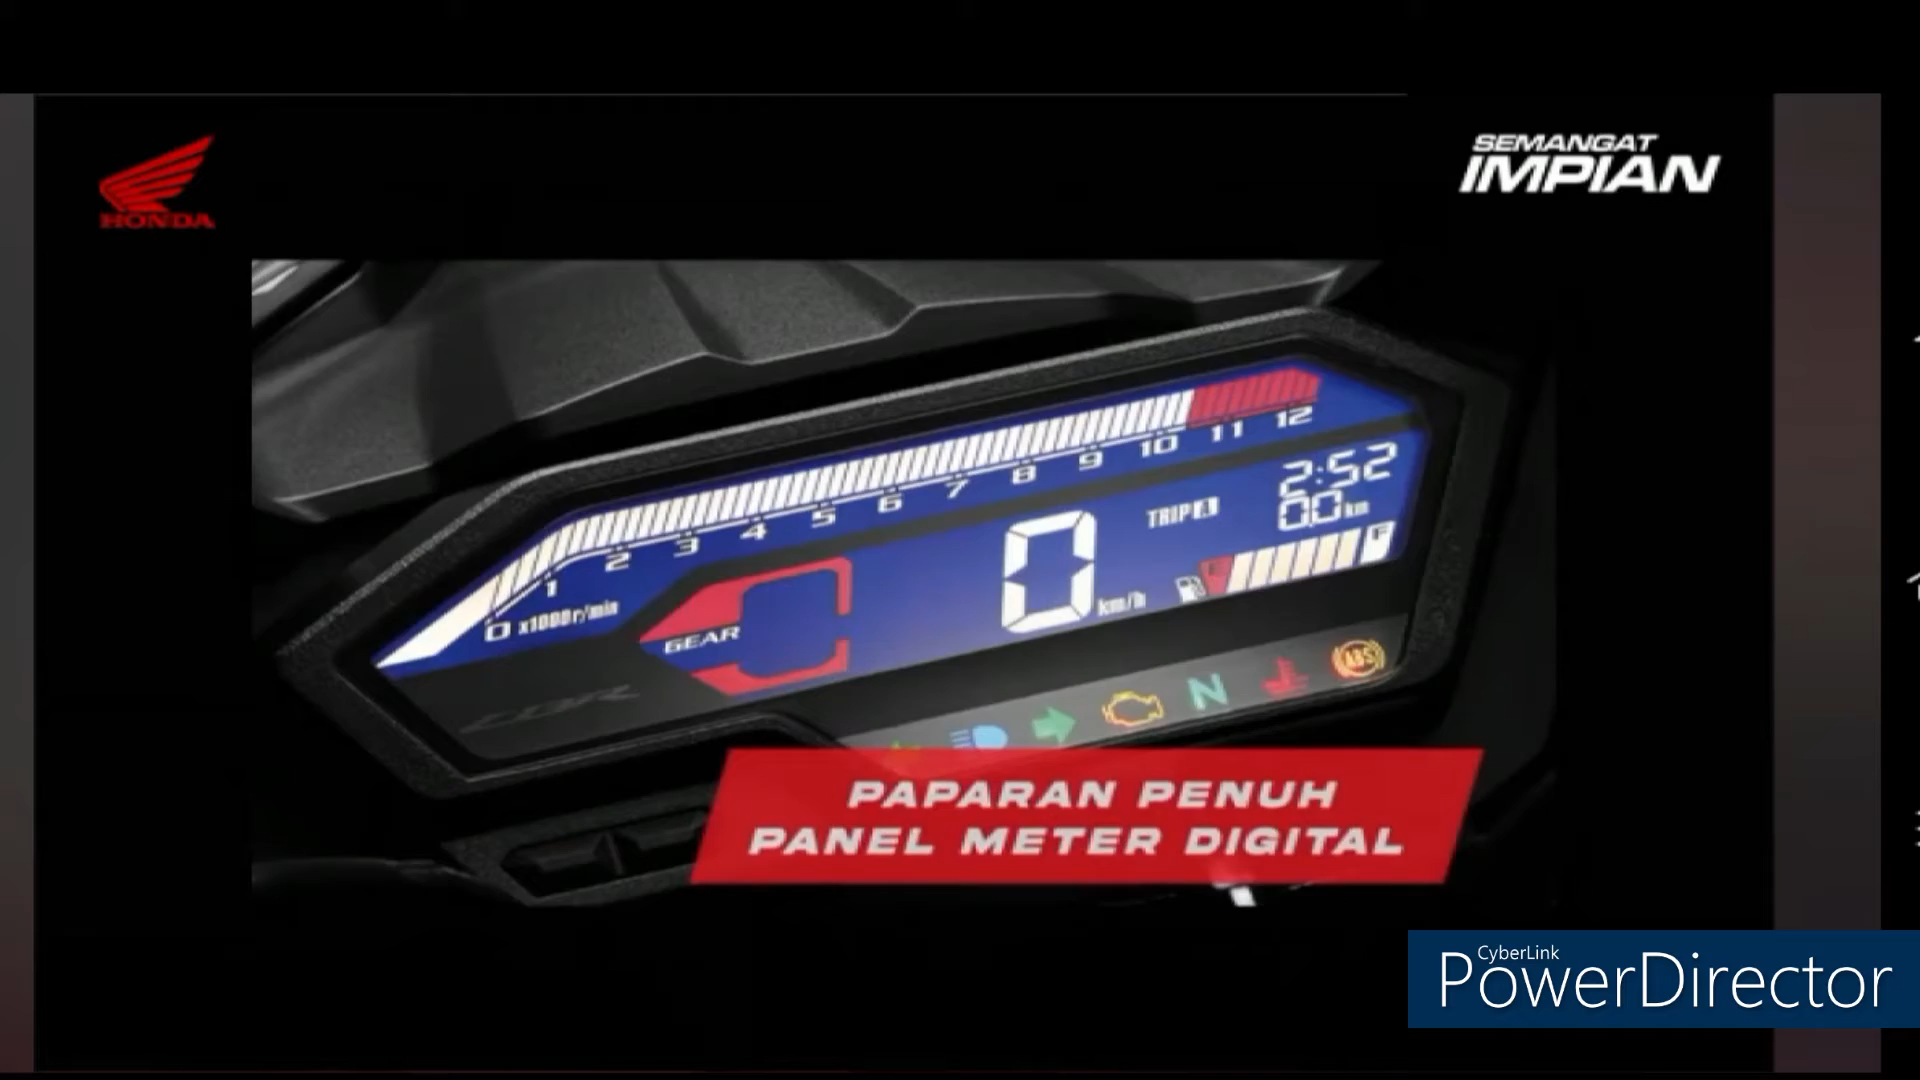 HONDA
SEMANGAT
IMPIAN
0 1 2 3 4 5 6 7 8 9 10 11 12
x1000r/min
GEAR
0 km/h
TRIP A
2:52
0.0 km
F
CBR
N
ABS
PAPARAN PENUH
PANEL METER DIGITAL
CyberLink
PowerDirector